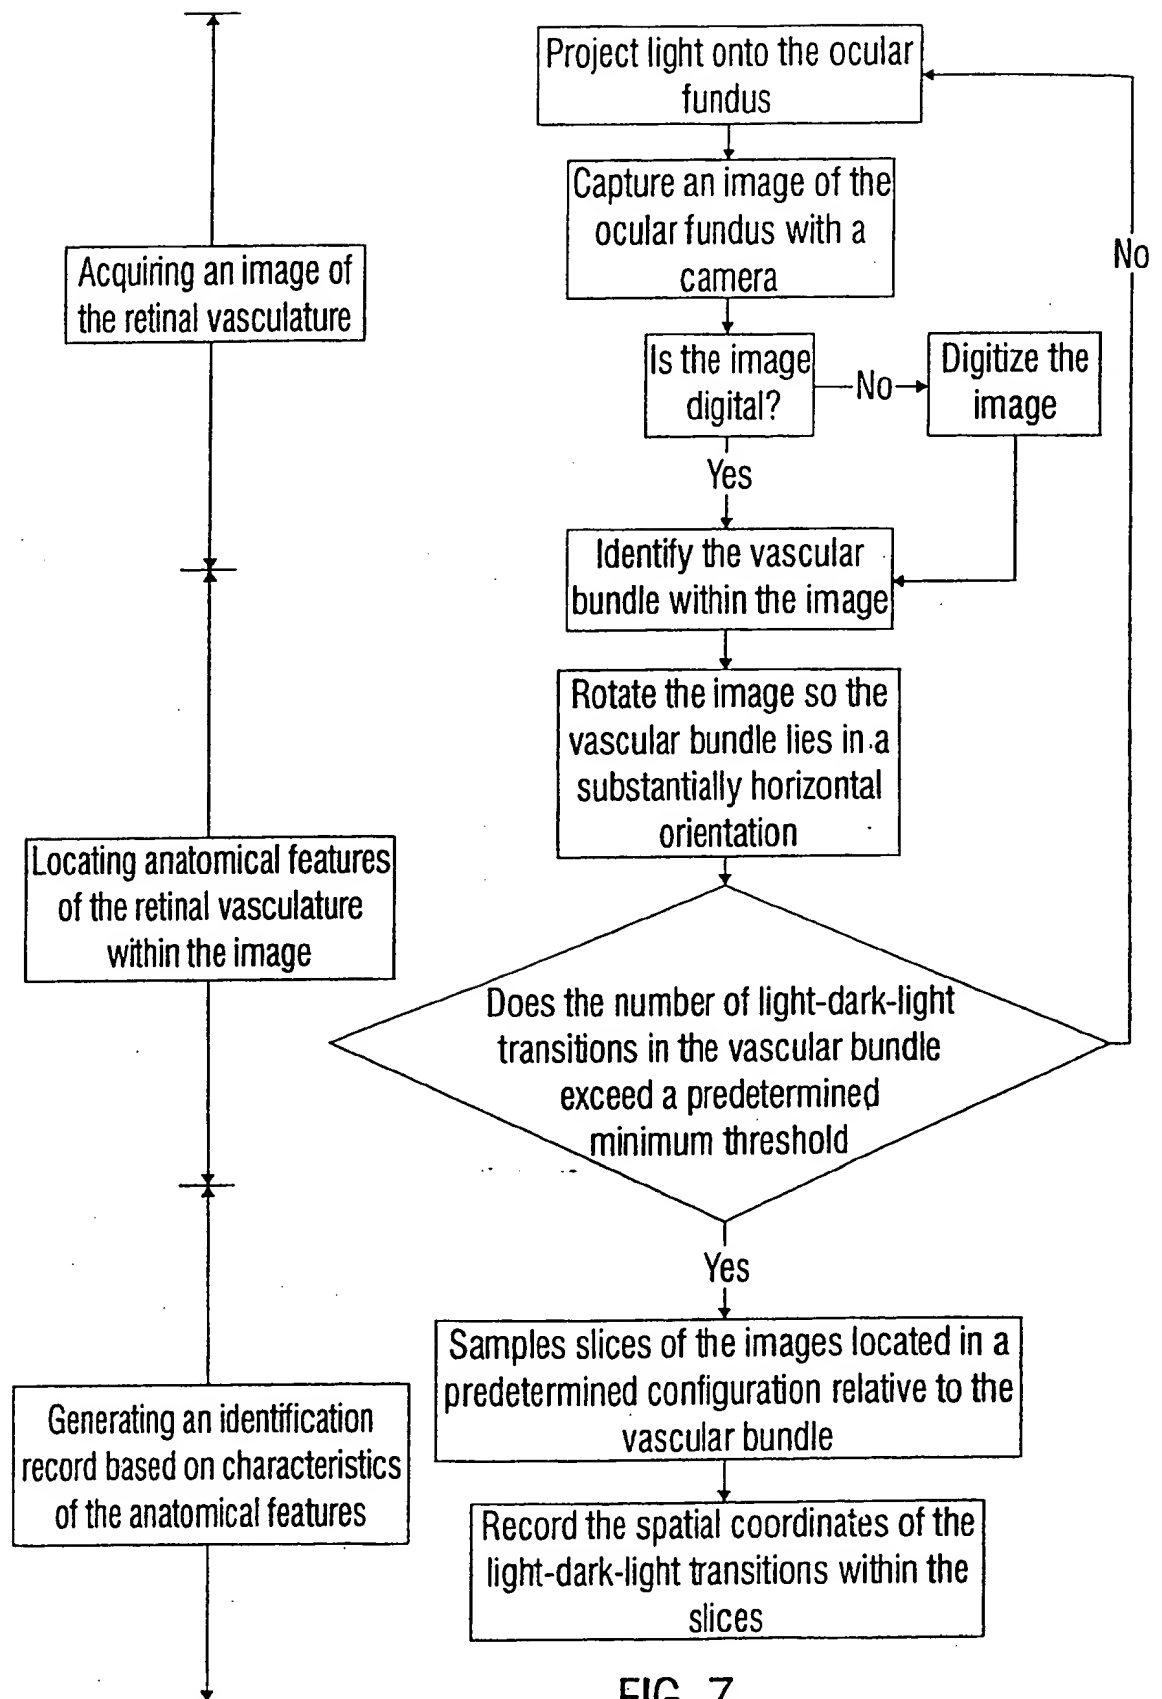 Project light onto the ocular
fundus
Capture an image of the
ocular fundus with a
camera
No
Acquiring an image of
the retinal vasculature
Is the image
digital?
No
Digitize the
image
Yes
Identify the vascular
bundle within the image
Rotate the image so the
vascular bundle lies in a
substantially horizontal
orientation
Locating anatomical features
of the retinal vasculature
within the image
Does the number of light-dark-light
transitions in the vascular bundle
exceed a predetermined
minimum threshold
Yes
Samples slices of the images located in a
predetermined configuration relative to the
vascular bundle
Generating an identification
record based on characteristics
of the anatomical features
Record the spatial coordinates of the
light-dark-light transitions within the
slices
FIG. 7